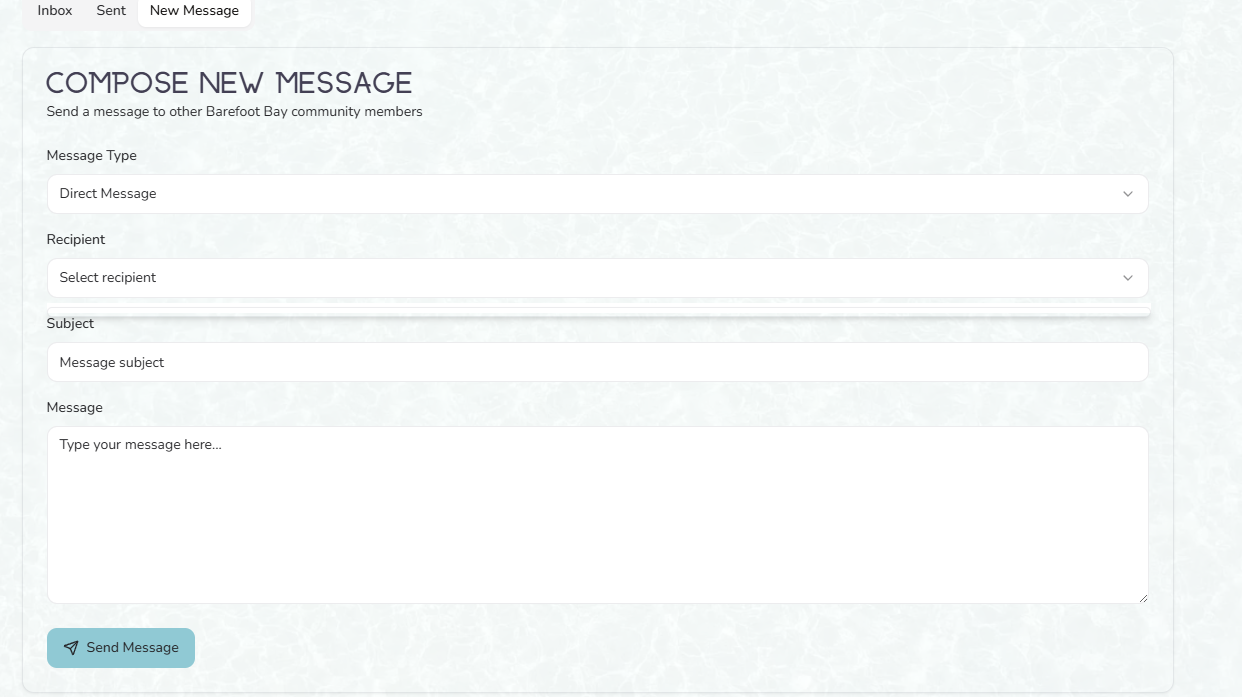 Inbox Sent New Message
COMPOSE NEW MESSAGE
Send a message to other Barefoot Bay community members
Message Type
Direct Message
Recipient
Select recipient
Subject
Message subject
Message
Type your message here...
Send Message